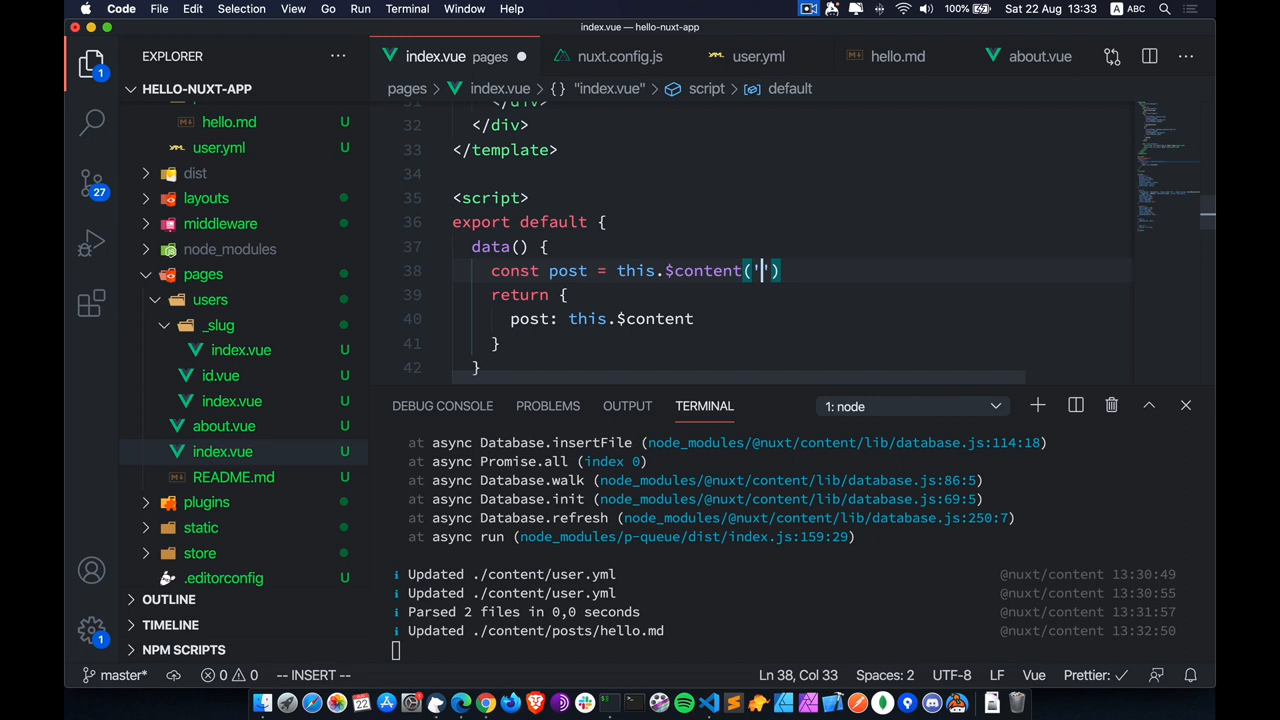 Code File Edit Selection View Go Run Terminal Window Help 100% Sat 22 Aug 13:33 A ABC
index.vue — hello-nuxt-app
EXPLORER
index.vue pages nuxt.config.js user.yml hello.md about.vue
HELLO-NUXT-APP
pages > index.vue > {} "index.vue" > script > default
hello.md U
user.yml U
dist
layouts
middleware
node_modules
pages
users
_slug
index.vue U
id.vue U
index.vue U
about.vue U
index.vue U
README.md U
plugins
static
store
.editorconfig U
OUTLINE
TIMELINE
NPM SCRIPTS
1
27
1
31 </div>
32 </div>
33 </template>
34
35 <script>
36 export default {
37 data() {
38 const post = this.$content('')
39 return {
40 post: this.$content
41 }
42 }
DEBUG CONSOLE PROBLEMS OUTPUT TERMINAL 1: node
at async Database.insertFile (node_modules/@nuxt/content/lib/database.js:114:18)
at async Promise.all (index 0)
at async Database.walk (node_modules/@nuxt/content/lib/database.js:86:5)
at async Database.init (node_modules/@nuxt/content/lib/database.js:69:5)
at async Database.refresh (node_modules/@nuxt/content/lib/database.js:250:7)
at async run (node_modules/p-queue/dist/index.js:159:29)
i Updated ./content/user.yml @nuxt/content 13:30:49
i Updated ./content/user.yml @nuxt/content 13:30:55
i Parsed 2 files in 0,0 seconds @nuxt/content 13:31:57
i Updated ./content/posts/hello.md @nuxt/content 13:32:50
master* 0 0 -- INSERT -- Ln 38, Col 33 Spaces: 2 UTF-8 LF Vue Prettier: ✓
22